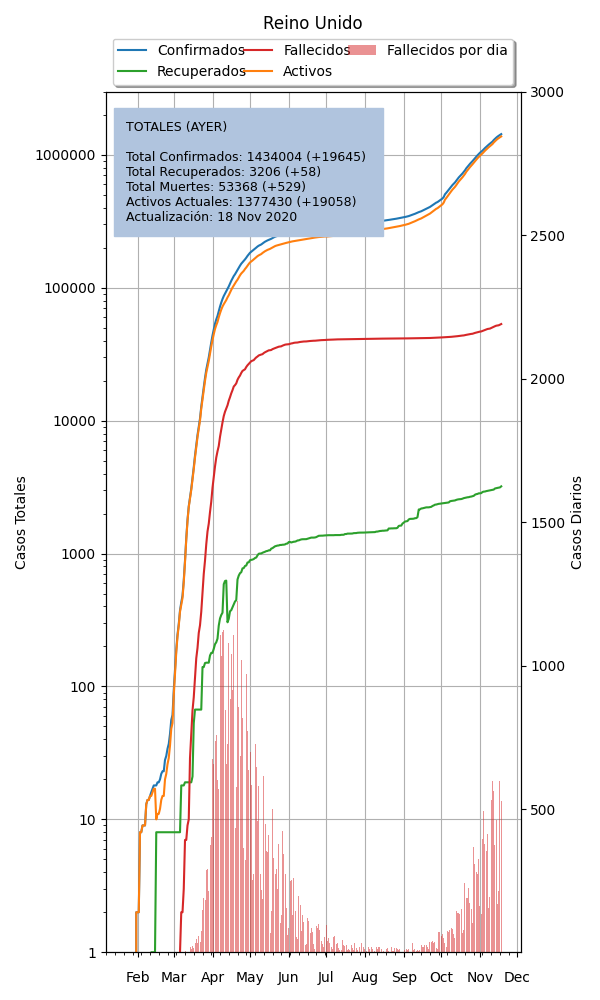 Reino Unido
Confirmados Fallecidos Fallecidos por dia
Recuperados Activos
TOTALES (AYER)
Total Confirmados: 1434004 (+19645)
Total Recuperados: 3206 (+58)
Total Muertes: 53368 (+529)
Activos Actuales: 1377430 (+19058)
Actualización: 18 Nov 2020
Casos Totales
1000000
100000
10000
1000
100
10
1
3000
2500
2000
1500
1000
500
Casos Diarios
Feb Mar Apr May Jun Jul Aug Sep Oct Nov Dec